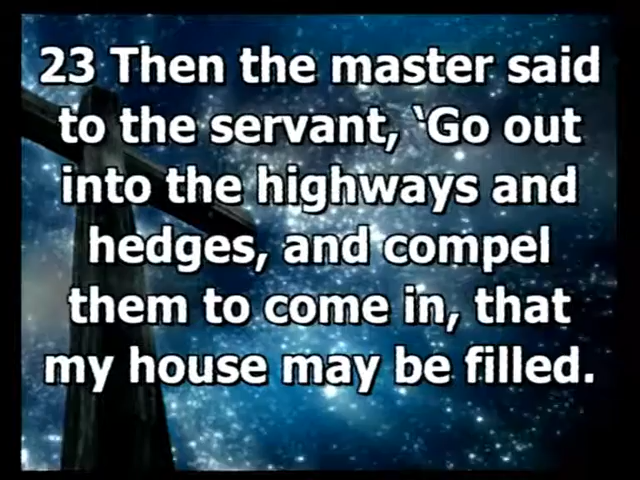 23 Then the master said
to the servant, ‘Go out
into the highways and
hedges, and compel
them to come in, that
my house may be filled.